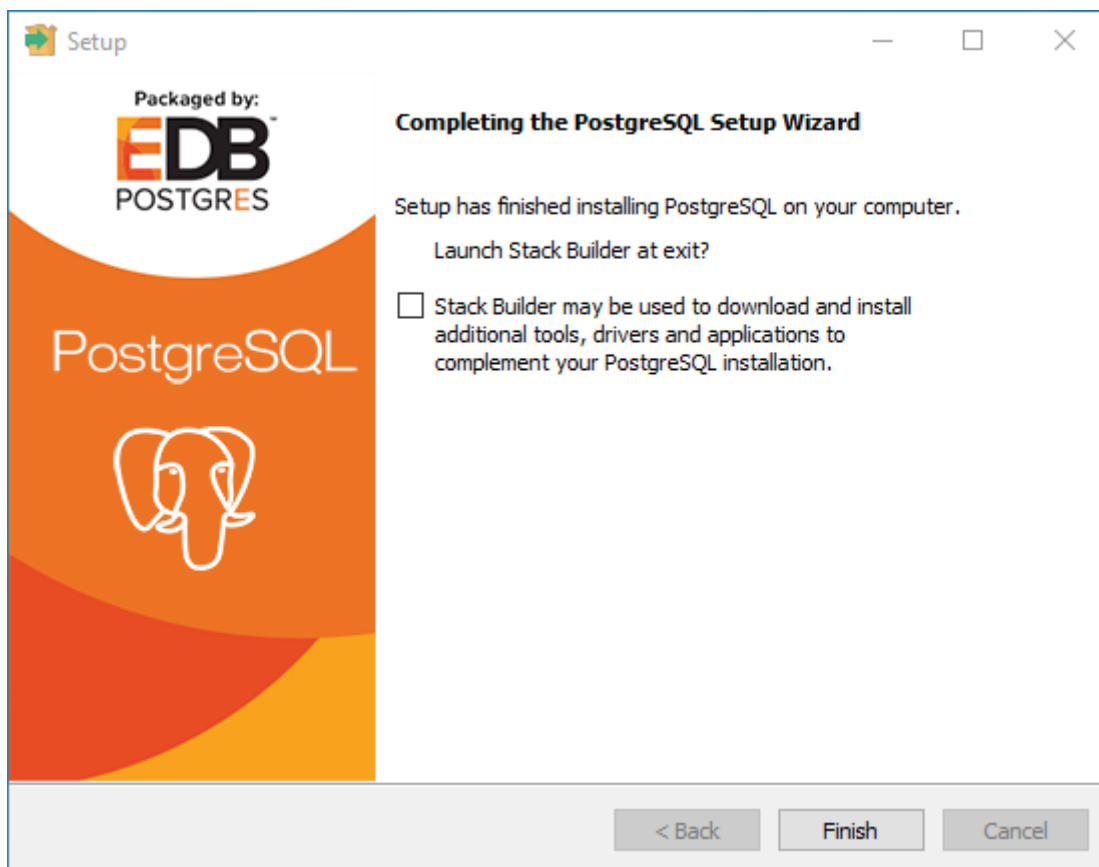 Setup
Packaged by:
EDB™
POSTGRES
PostgreSQL
Completing the PostgreSQL Setup Wizard
Setup has finished installing PostgreSQL on your computer.
Launch Stack Builder at exit?
Stack Builder may be used to download and install
additional tools, drivers and applications to
complement your PostgreSQL installation.
< Back
Finish
Cancel